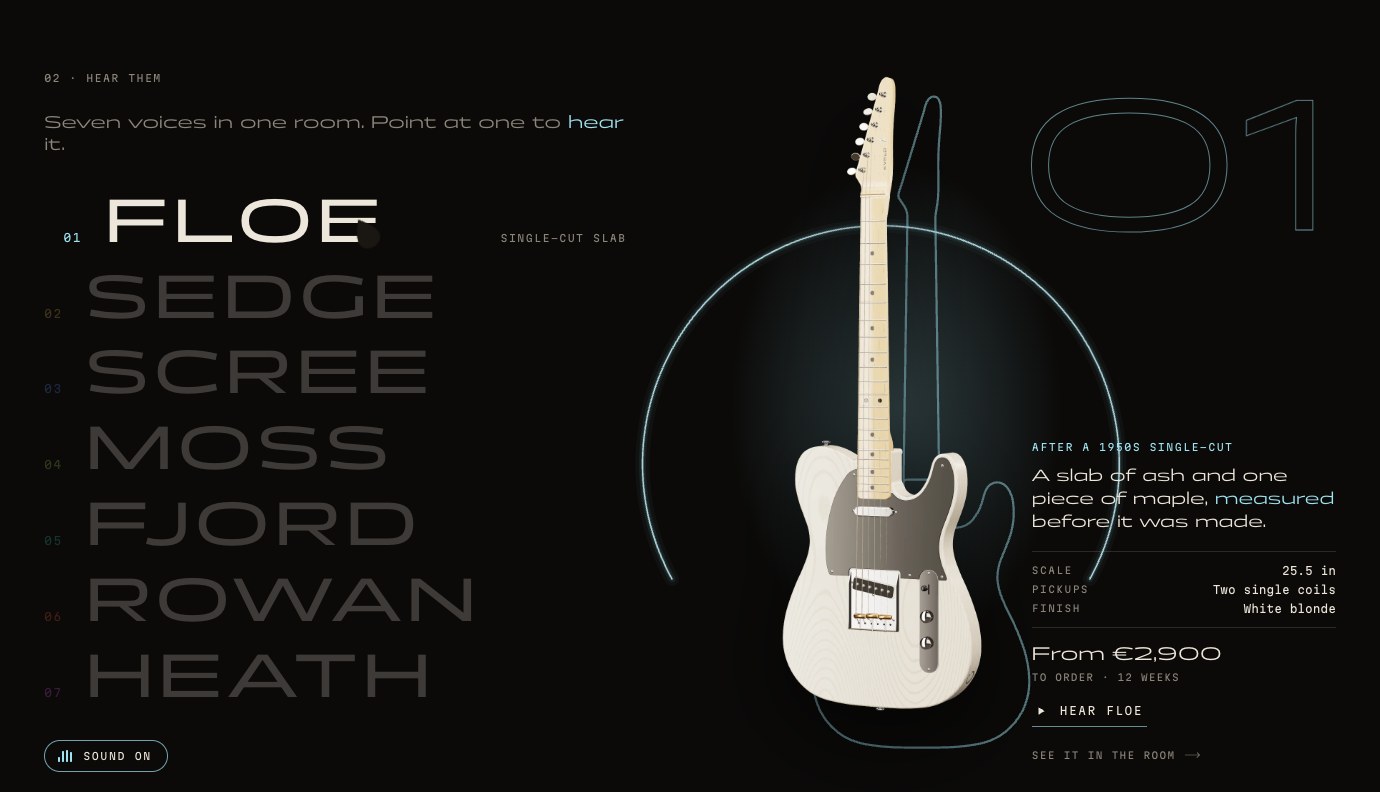 02 · HEAR THEM
Seven voices in one room. Point at one to hear
it.
01 FLOE SINGLE-CUT SLAB
02 SEDGE
03 SCREE
04 MOSS
05 FJORD
06 ROWAN
07 HEATH
SOUND ON
01
AFTER A 1950S SINGLE-CUT
A slab of ash and one
piece of maple, measured
before it was made.
SCALE 25.5 in
PICKUPS Two single coils
FINISH White blonde
From €2,900
TO ORDER · 12 WEEKS
HEAR FLOE
SEE IT IN THE ROOM →